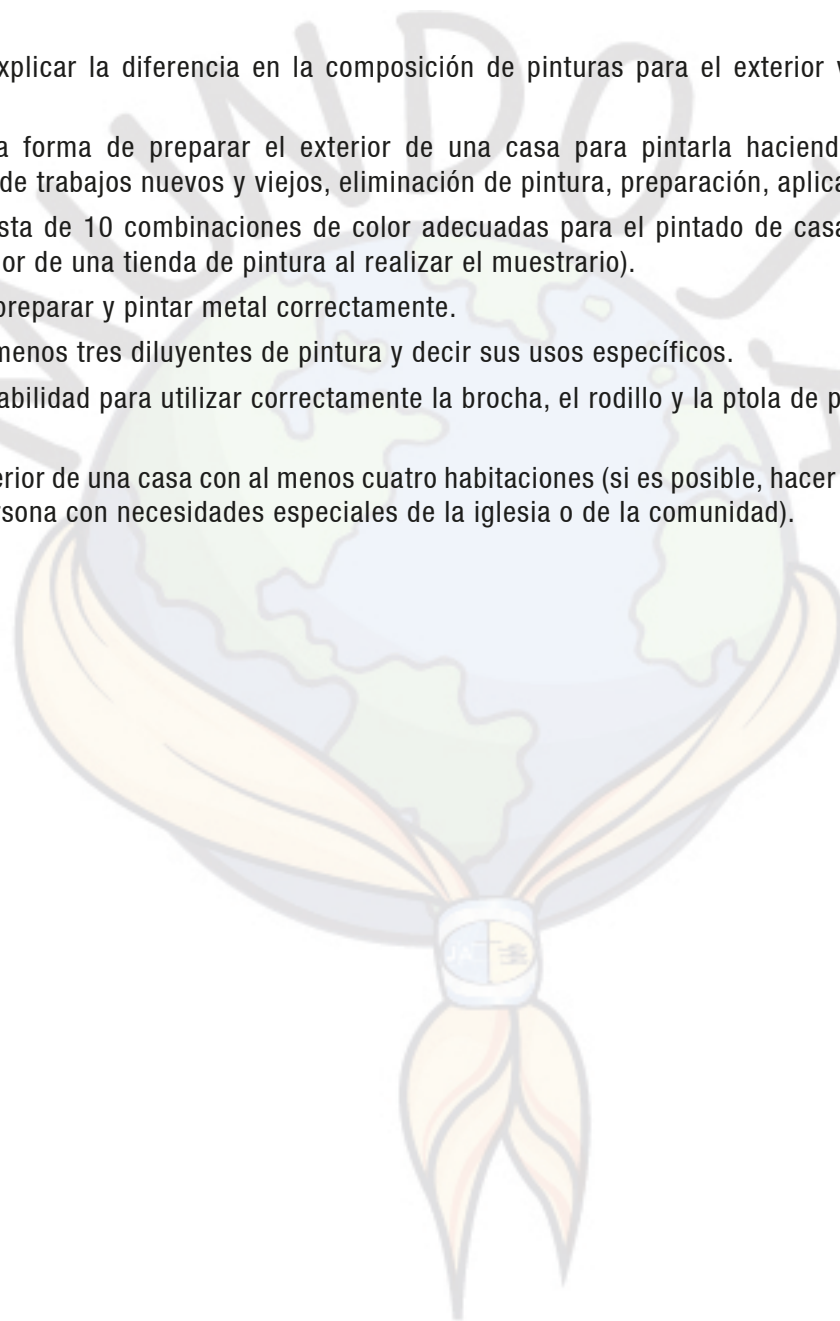 MUNDO J A
xplicar la diferencia en la composición de pinturas para el exterior y
a forma de preparar el exterior de una casa para pintarla haciend
de trabajos nuevos y viejos, eliminación de pintura, preparación, aplica
sta de 10 combinaciones de color adecuadas para el pintado de casa
or de una tienda de pintura al realizar el muestrario).
preparar y pintar metal correctamente.
menos tres diluyentes de pintura y decir sus usos específicos.
abilidad para utilizar correctamente la brocha, el rodillo y la ptola de p
erior de una casa con al menos cuatro habitaciones (si es posible, hacer
rsona con necesidades especiales de la iglesia o de la comunidad).
JA